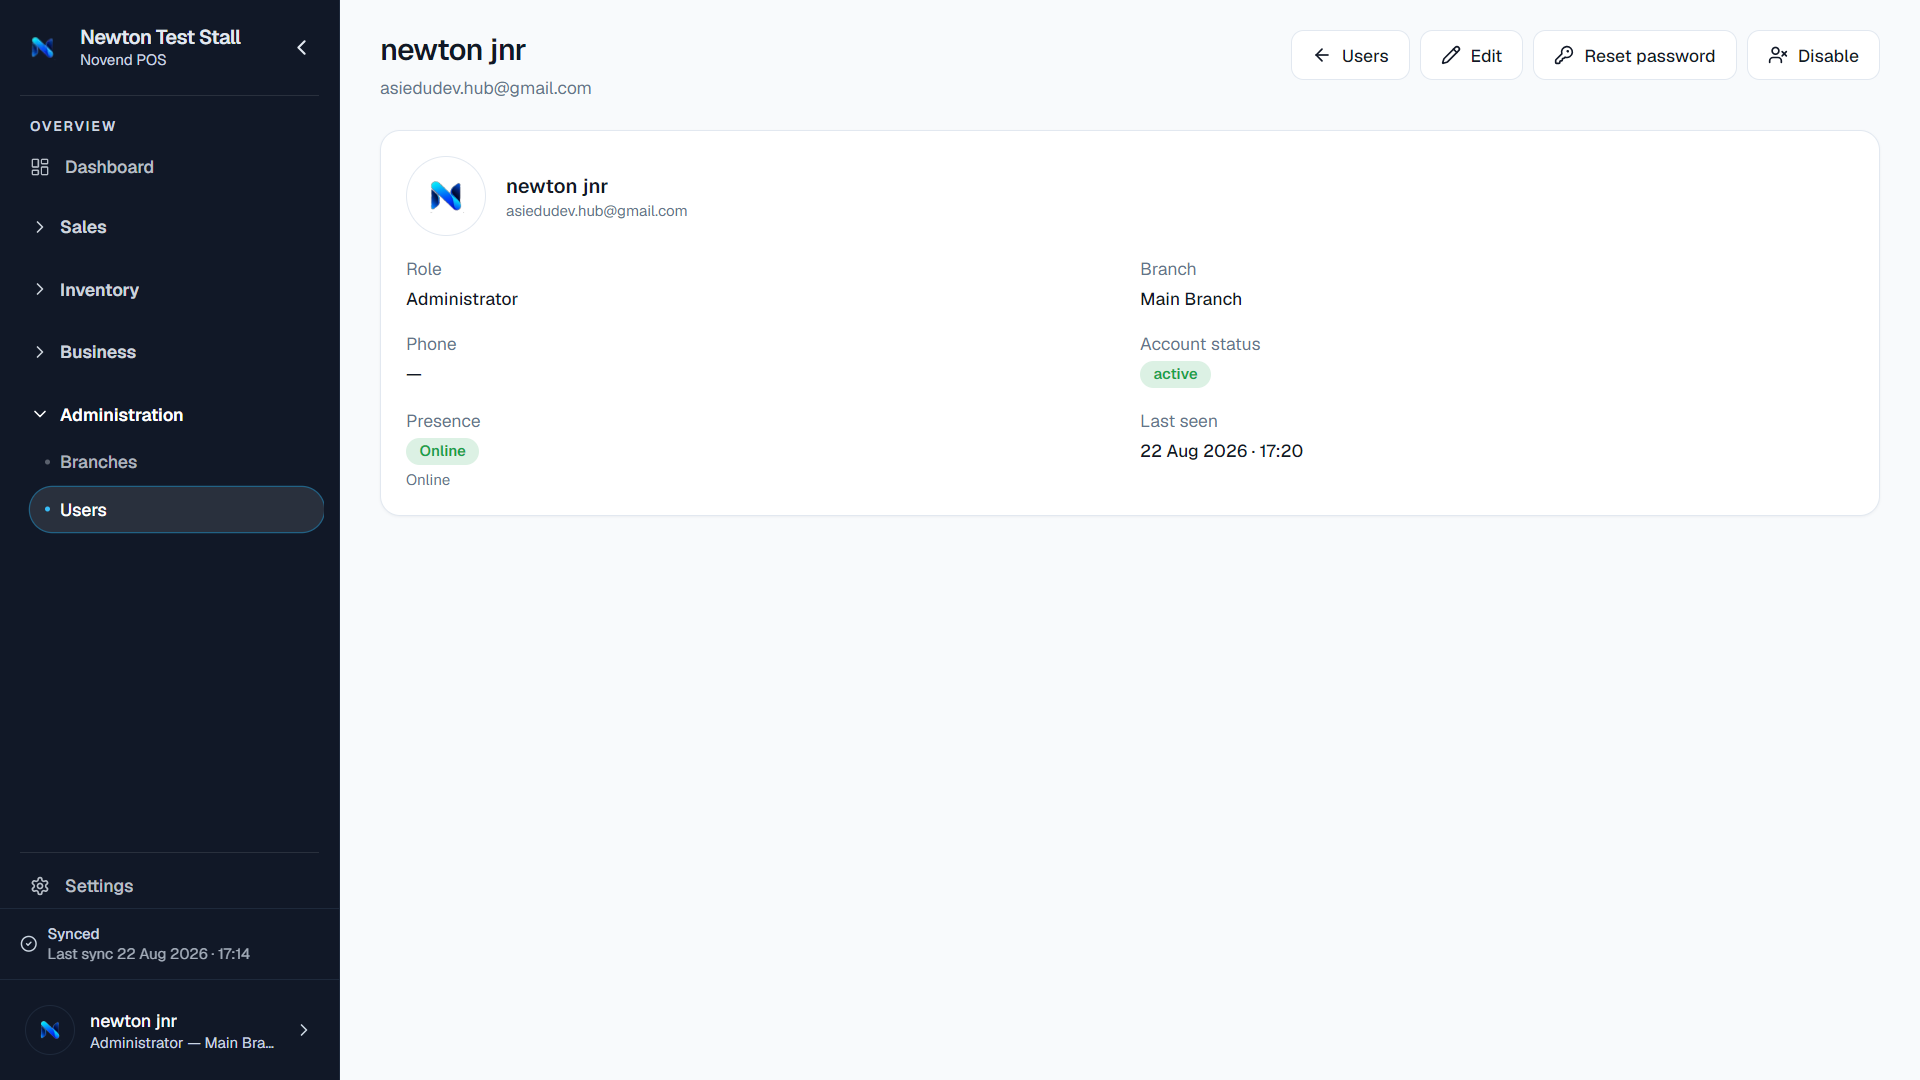 Newton Test Stall
Novend POS
OVERVIEW
Dashboard
Sales
Inventory
Business
Administration
Branches
Users
Settings
Synced
Last sync 22 Aug 2026 · 17:14
newton jnr
Administrator — Main Bra...
newton jnr
asiedudev.hub@gmail.com
Users
Edit
Reset password
Disable
newton jnr
asiedudev.hub@gmail.com
Role
Administrator
Branch
Main Branch
Phone
—
Account status
active
Presence
Online
Online
Last seen
22 Aug 2026 · 17:20